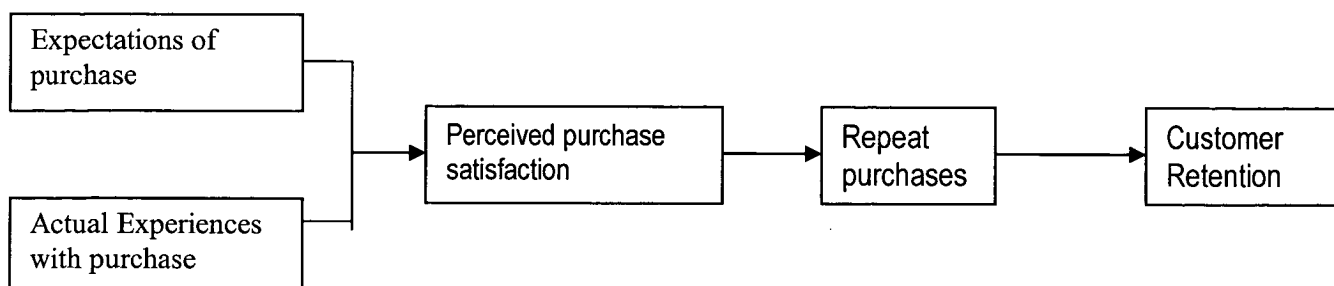 Expectations of
purchase
Actual Experiences
with purchase
Perceived purchase
satisfaction
Repeat
purchases
Customer
Retention